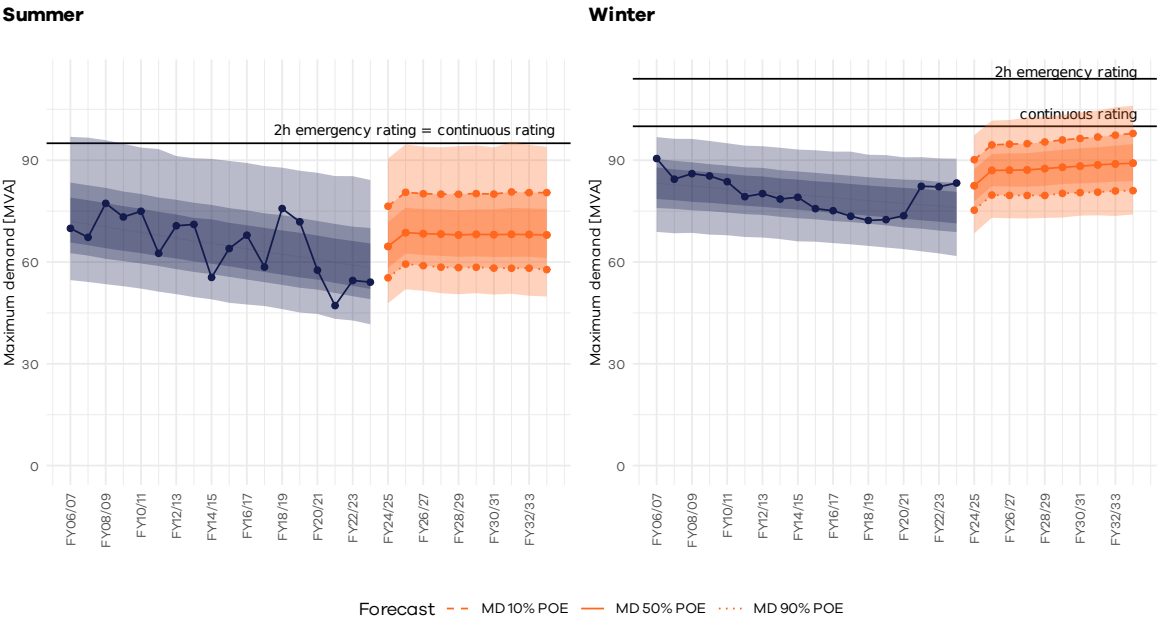 Summer
Winter
Maximum demand [MVA]
2h emergency rating = continuous rating
90
60
30
0
FY06/07
FY08/09
FY10/11
FY12/13
FY14/15
FY16/17
FY18/19
FY20/21
FY22/23
FY24/25
FY26/27
FY28/29
FY30/31
FY32/33
Maximum demand [MVA]
2h emergency rating
continuous rating
90
60
30
0
FY06/07
FY08/09
FY10/11
FY12/13
FY14/15
FY16/17
FY18/19
FY20/21
FY22/23
FY24/25
FY26/27
FY28/29
FY30/31
FY32/33
Forecast MD 10% POE MD 50% POE MD 90% POE